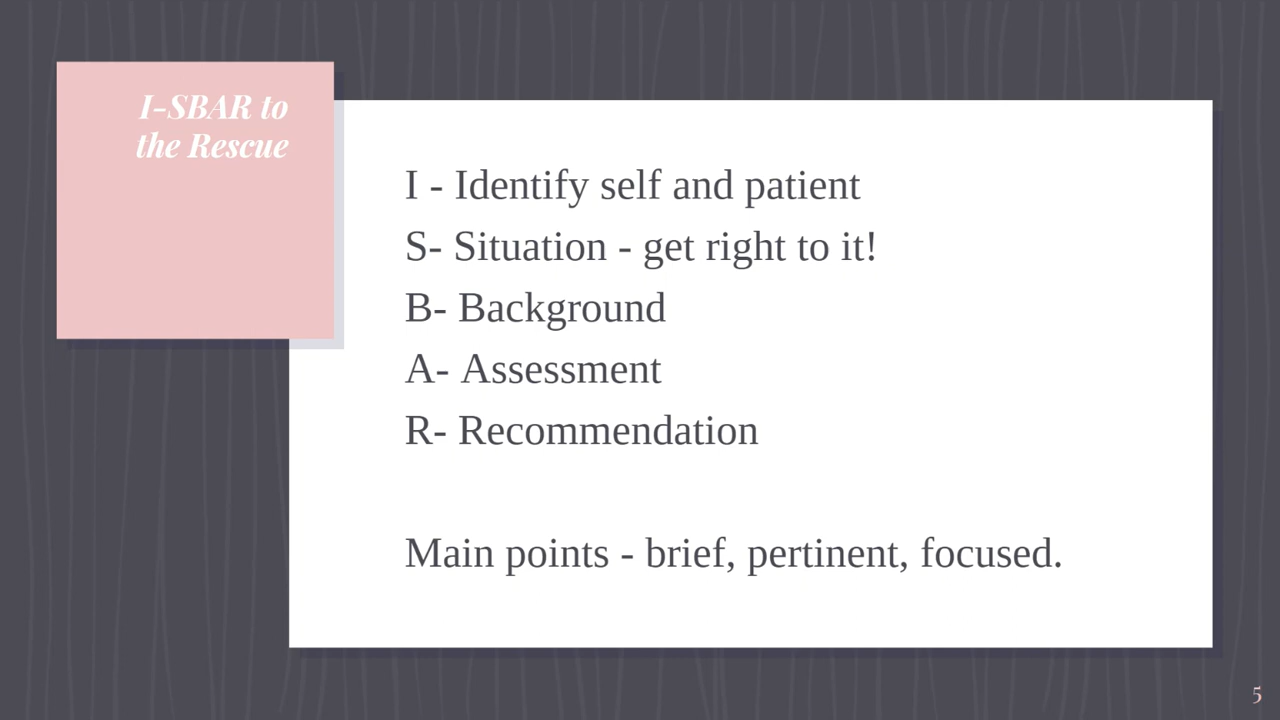 I-SBAR to
the Rescue
I - Identify self and patient
S- Situation - get right to it!
B- Background
A- Assessment
R- Recommendation
Main points - brief, pertinent, focused.
5